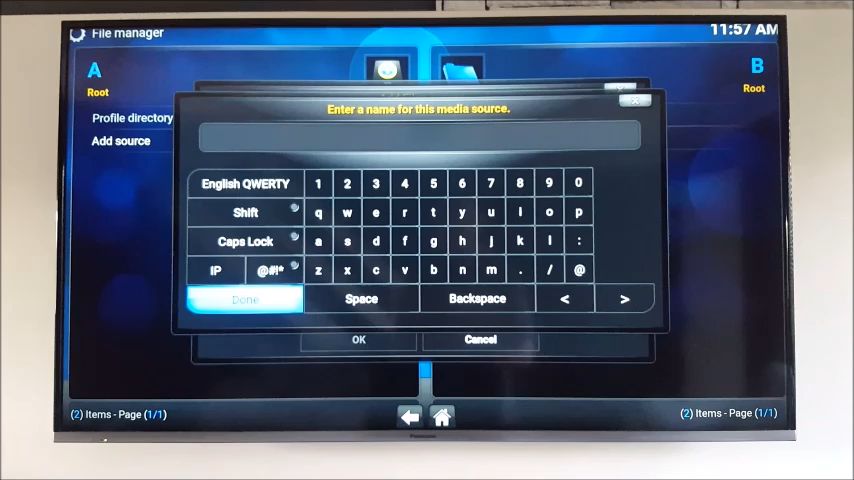 File manager
11:57 AM
A
B
Root
Root
Profile directory
Add source
Enter a name for this media source.
English QWERTY 1 2 3 4 5 6 7 8 9 0
Shift q w e r t y u i o p
Caps Lock a s d f g h j k l :
IP @#!* z x c v b n m . / @
Done Space Backspace < >
OK Cancel
(2) Items - Page (1/1)
(2) Items - Page (1/1)
Panasonic